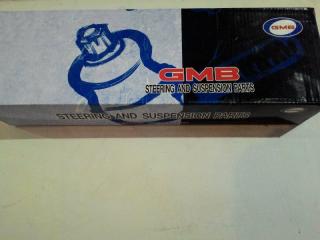 GMB
GMB
STEERING AND SUSPENSION PARTS
STEERING AND SUSPENSION PARTS